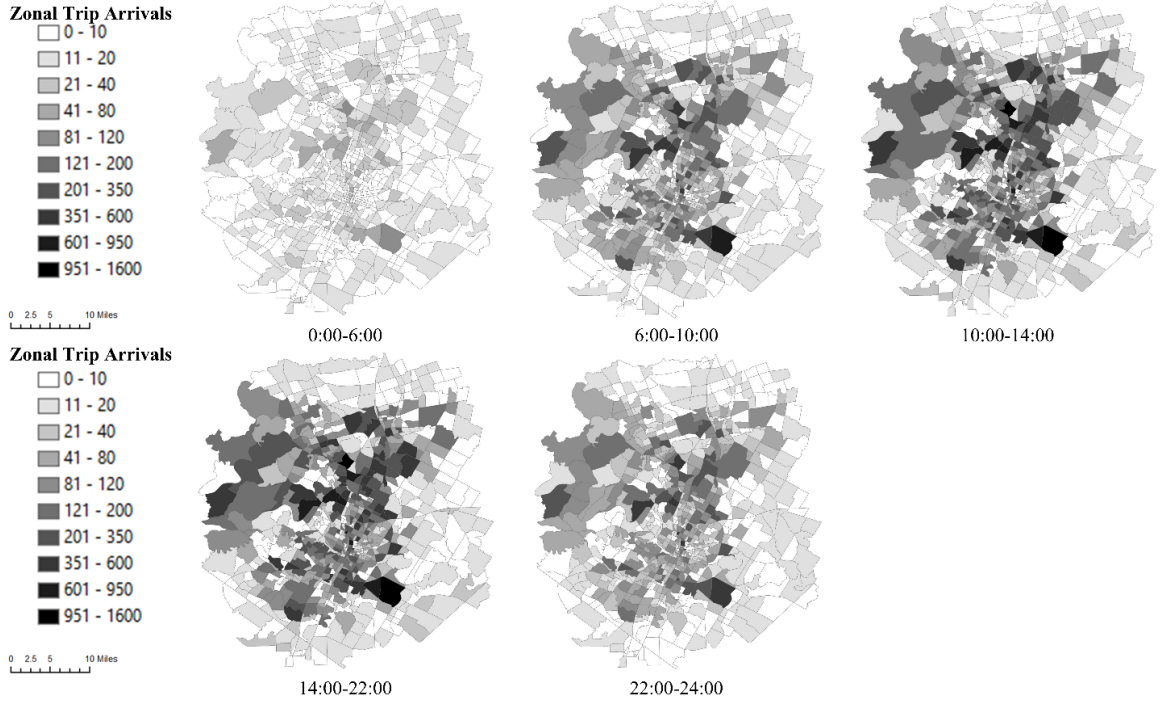 Zonal Trip Arrivals
0 - 10
11 - 20
21 - 40
41 - 80
81 - 120
121 - 200
201 - 350
351 - 600
601 - 950
951 - 1600
0 2.5 5 10 Miles
0:00-6:00
6:00-10:00
10:00-14:00
Zonal Trip Arrivals
0 - 10
11 - 20
21 - 40
41 - 80
81 - 120
121 - 200
201 - 350
351 - 600
601 - 950
951 - 1600
0 2.5 5 10 Miles
14:00-22:00
22:00-24:00